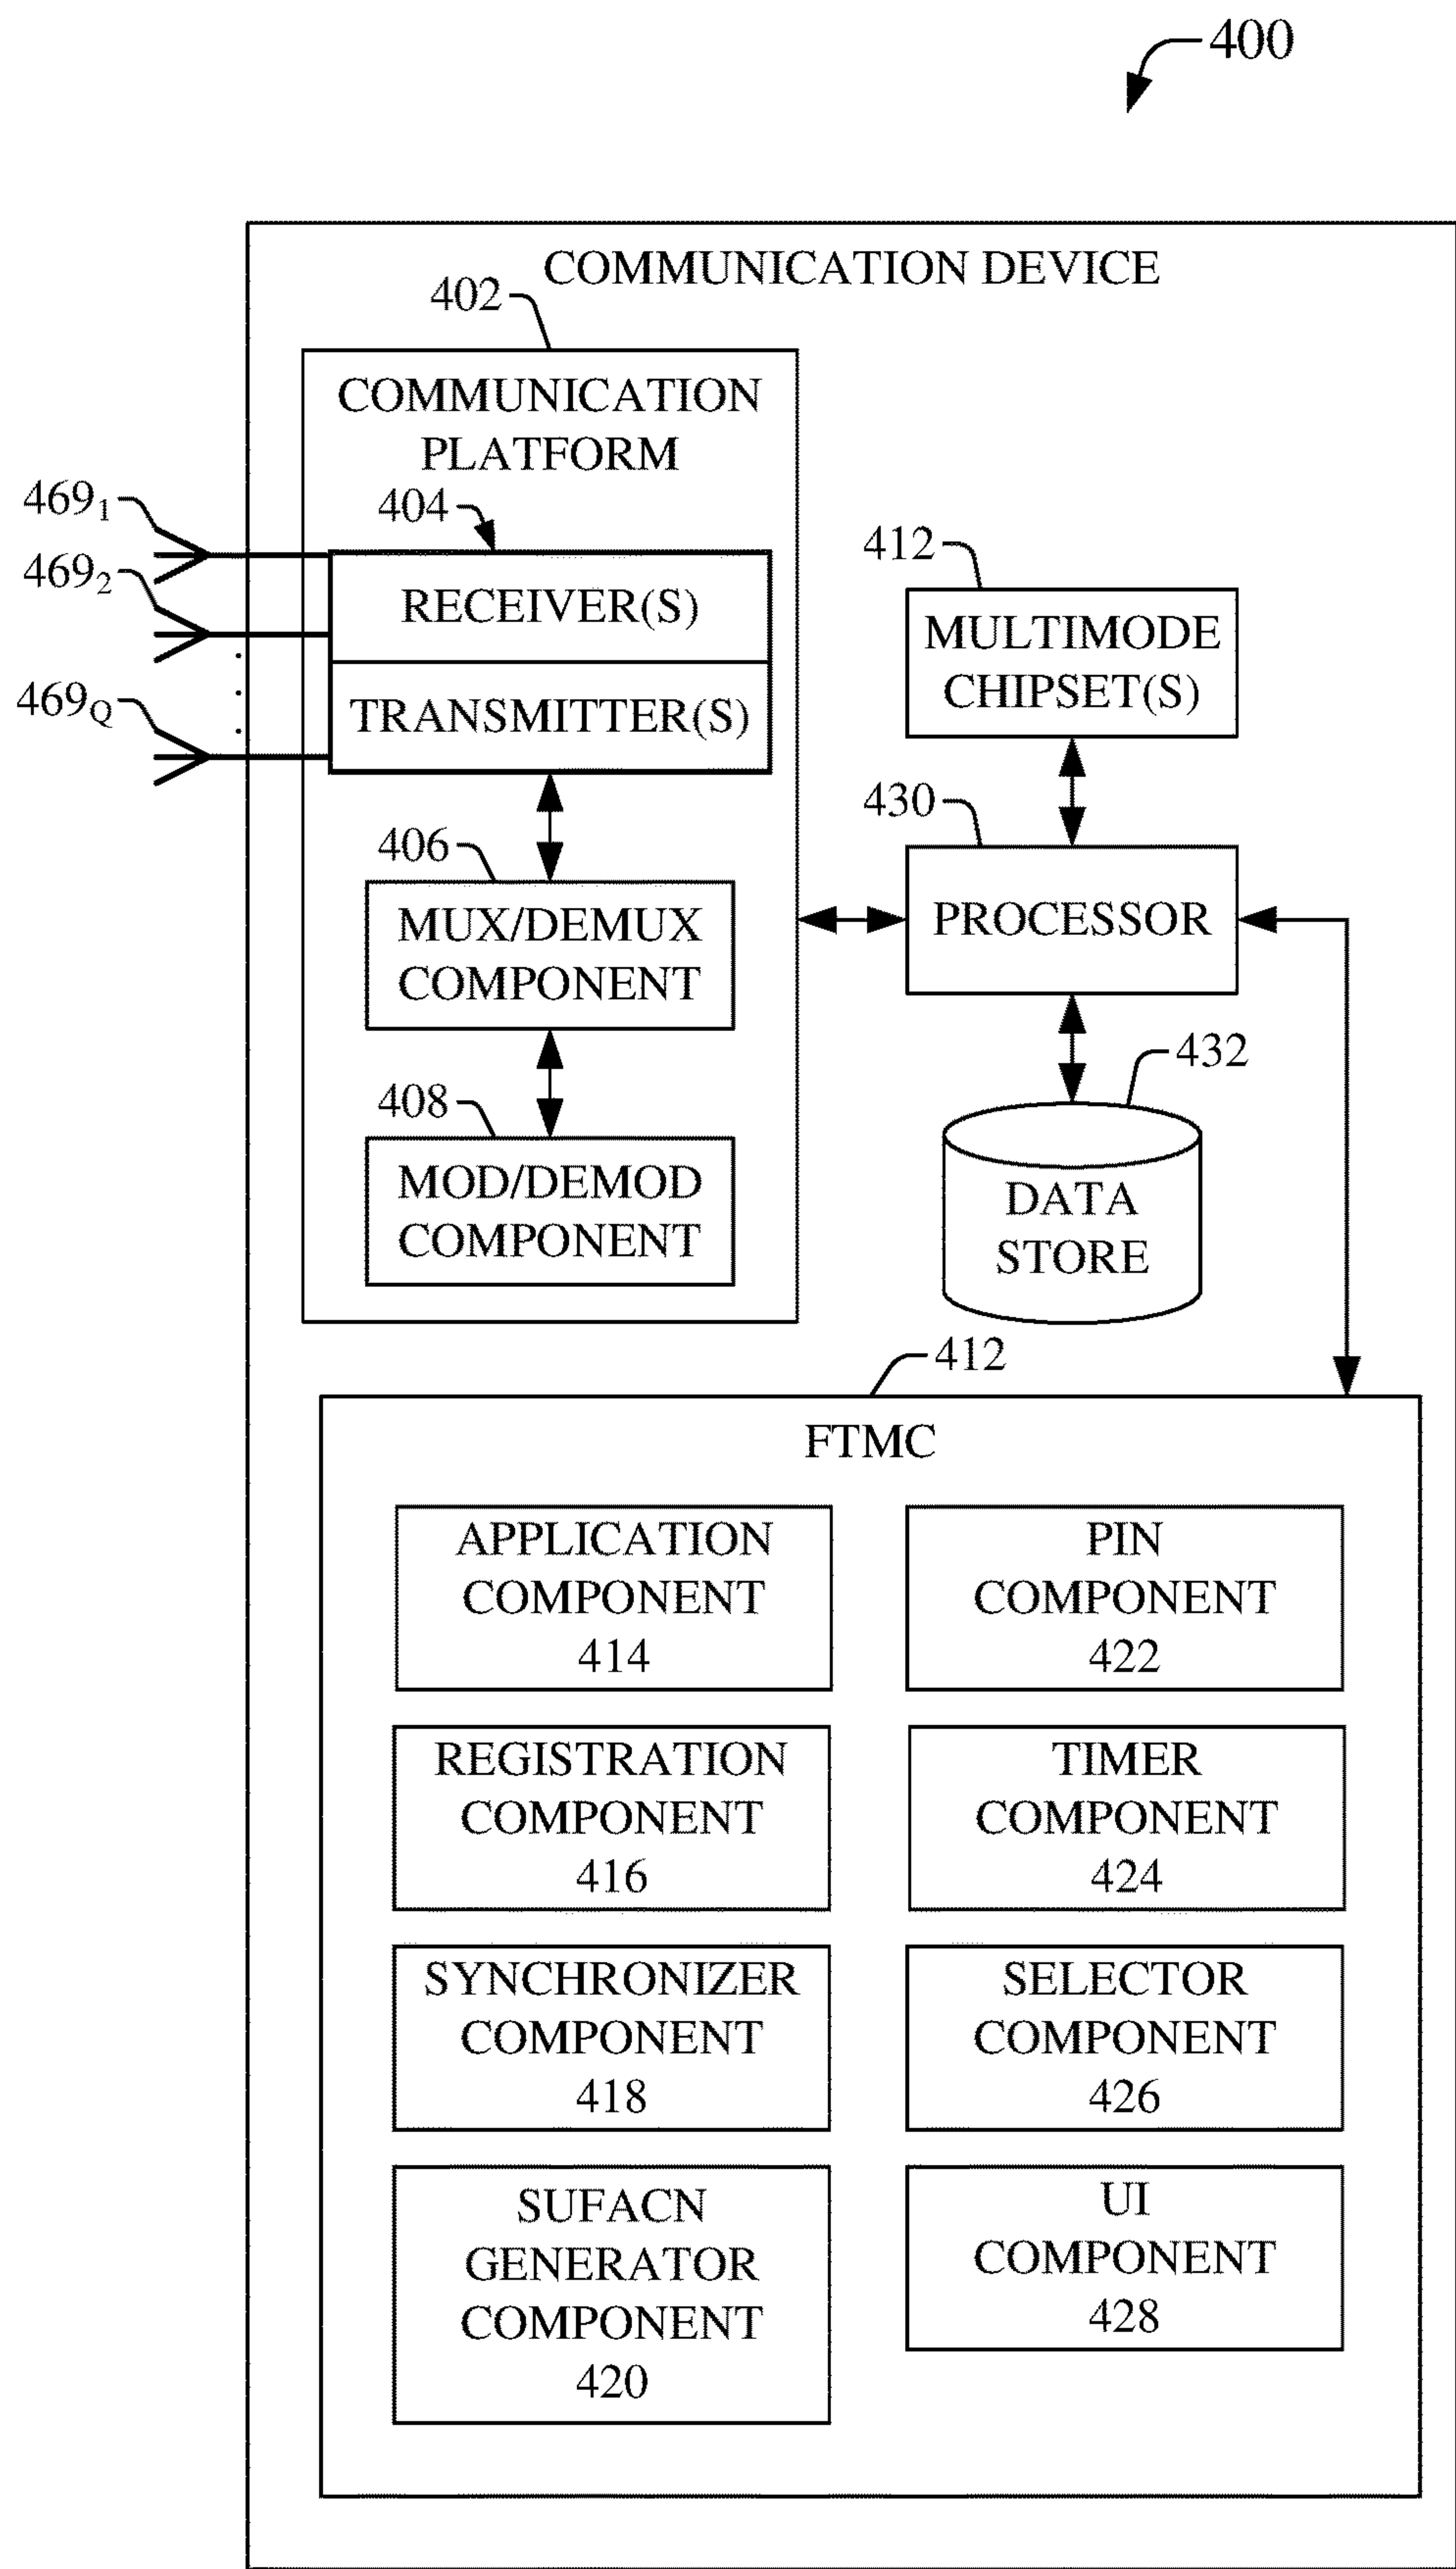 400
COMMUNICATION DEVICE
402
COMMUNICATION
PLATFORM
404
469₁
469₂
469Q
RECEIVER(S)
TRANSMITTER(S)
406
MUX/DEMUX
COMPONENT
408
MOD/DEMOD
COMPONENT
412
MULTIMODE
CHIPSET(S)
430
PROCESSOR
432
DATA
STORE
412
FTMC
APPLICATION
COMPONENT
414
PIN
COMPONENT
422
REGISTRATION
COMPONENT
416
TIMER
COMPONENT
424
SYNCHRONIZER
COMPONENT
418
SELECTOR
COMPONENT
426
SUFACN
GENERATOR
COMPONENT
420
UI
COMPONENT
428